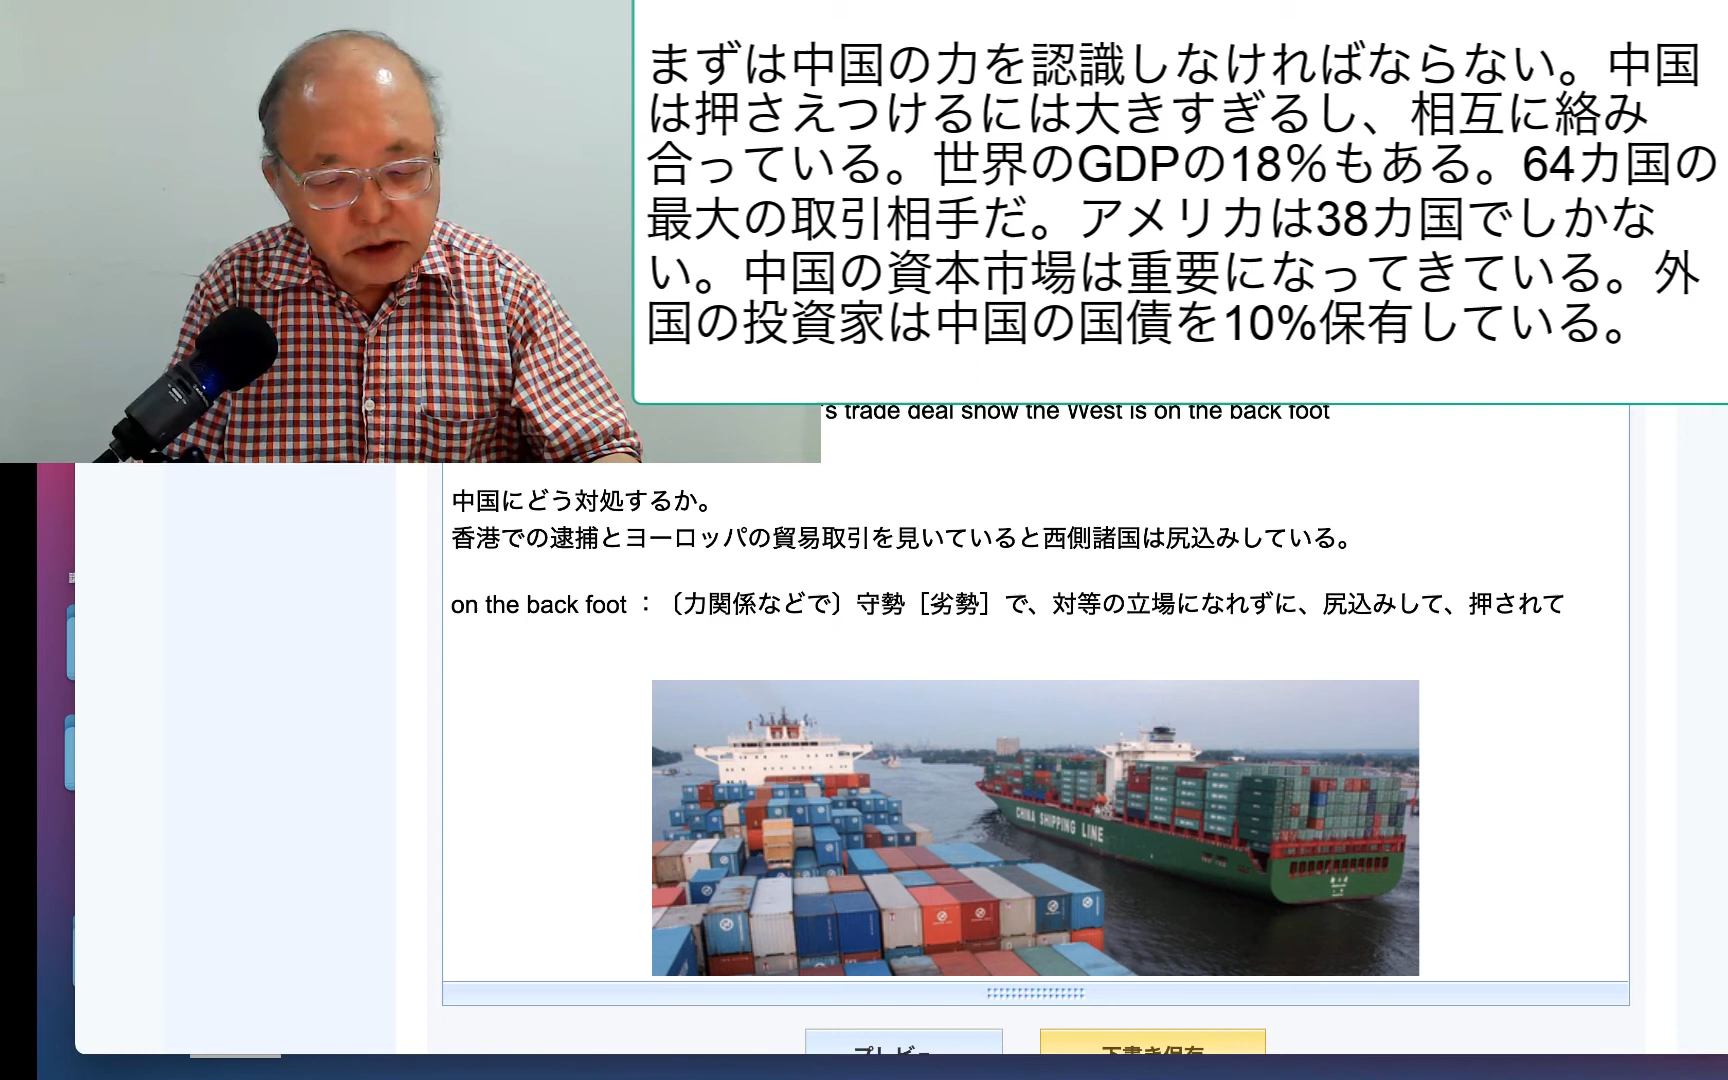 まずは中国の力を認識しなければならない。中国
は押さえつけるには大きすぎるし、相互に絡み
合っている。世界のGDPの18％もある。64カ国の
最大の取引相手だ。アメリカは38カ国でしかな
い。中国の資本市場は重要になってきている。外
国の投資家は中国の国債を10%保有している。
's trade deal show the West is on the back foot
中国にどう対処するか。
香港での逮捕とヨーロッパの貿易取引を見いていると西側諸国は尻込みしている。
on the back foot ： 〔力関係などで〕守勢［劣勢］で、対等の立場になれずに、尻込みして、押されて
CHINA SHIPPING LINE
プレビュー
下書き保存